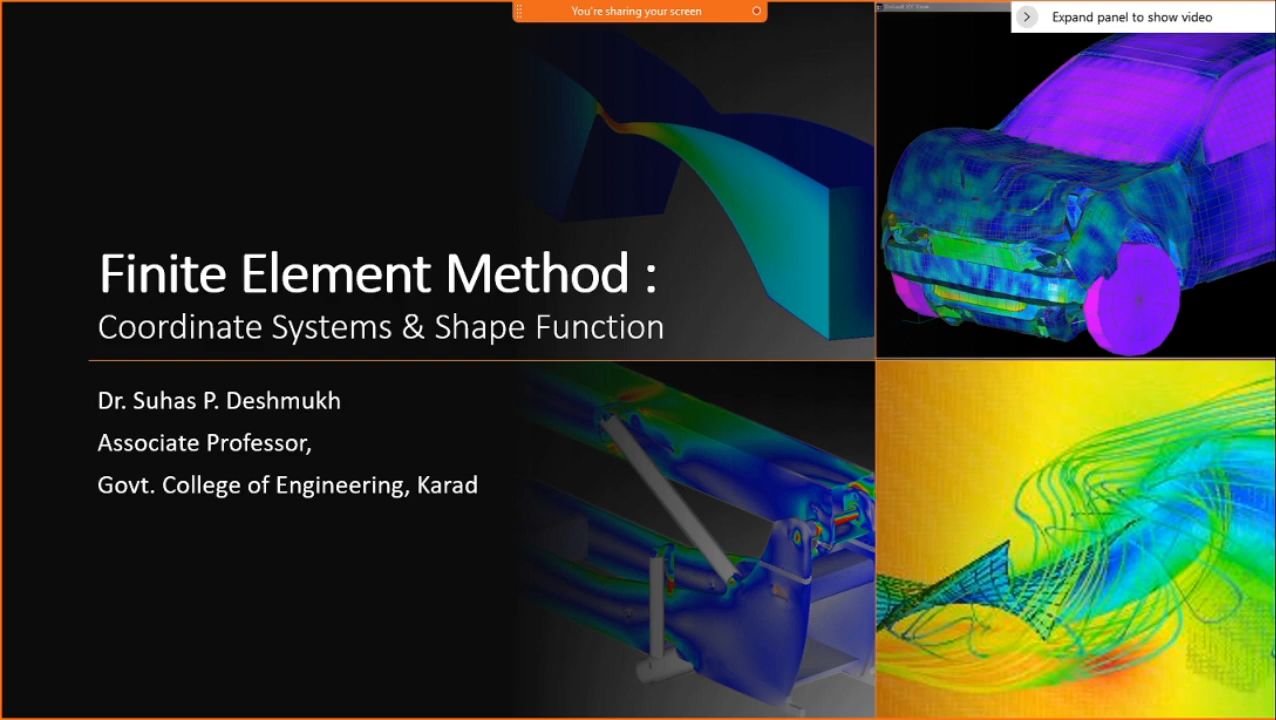 You're sharing your screen
Expand panel to show video
Finite Element Method :
Coordinate Systems & Shape Function
Dr. Suhas P. Deshmukh
Associate Professor,
Govt. College of Engineering, Karad